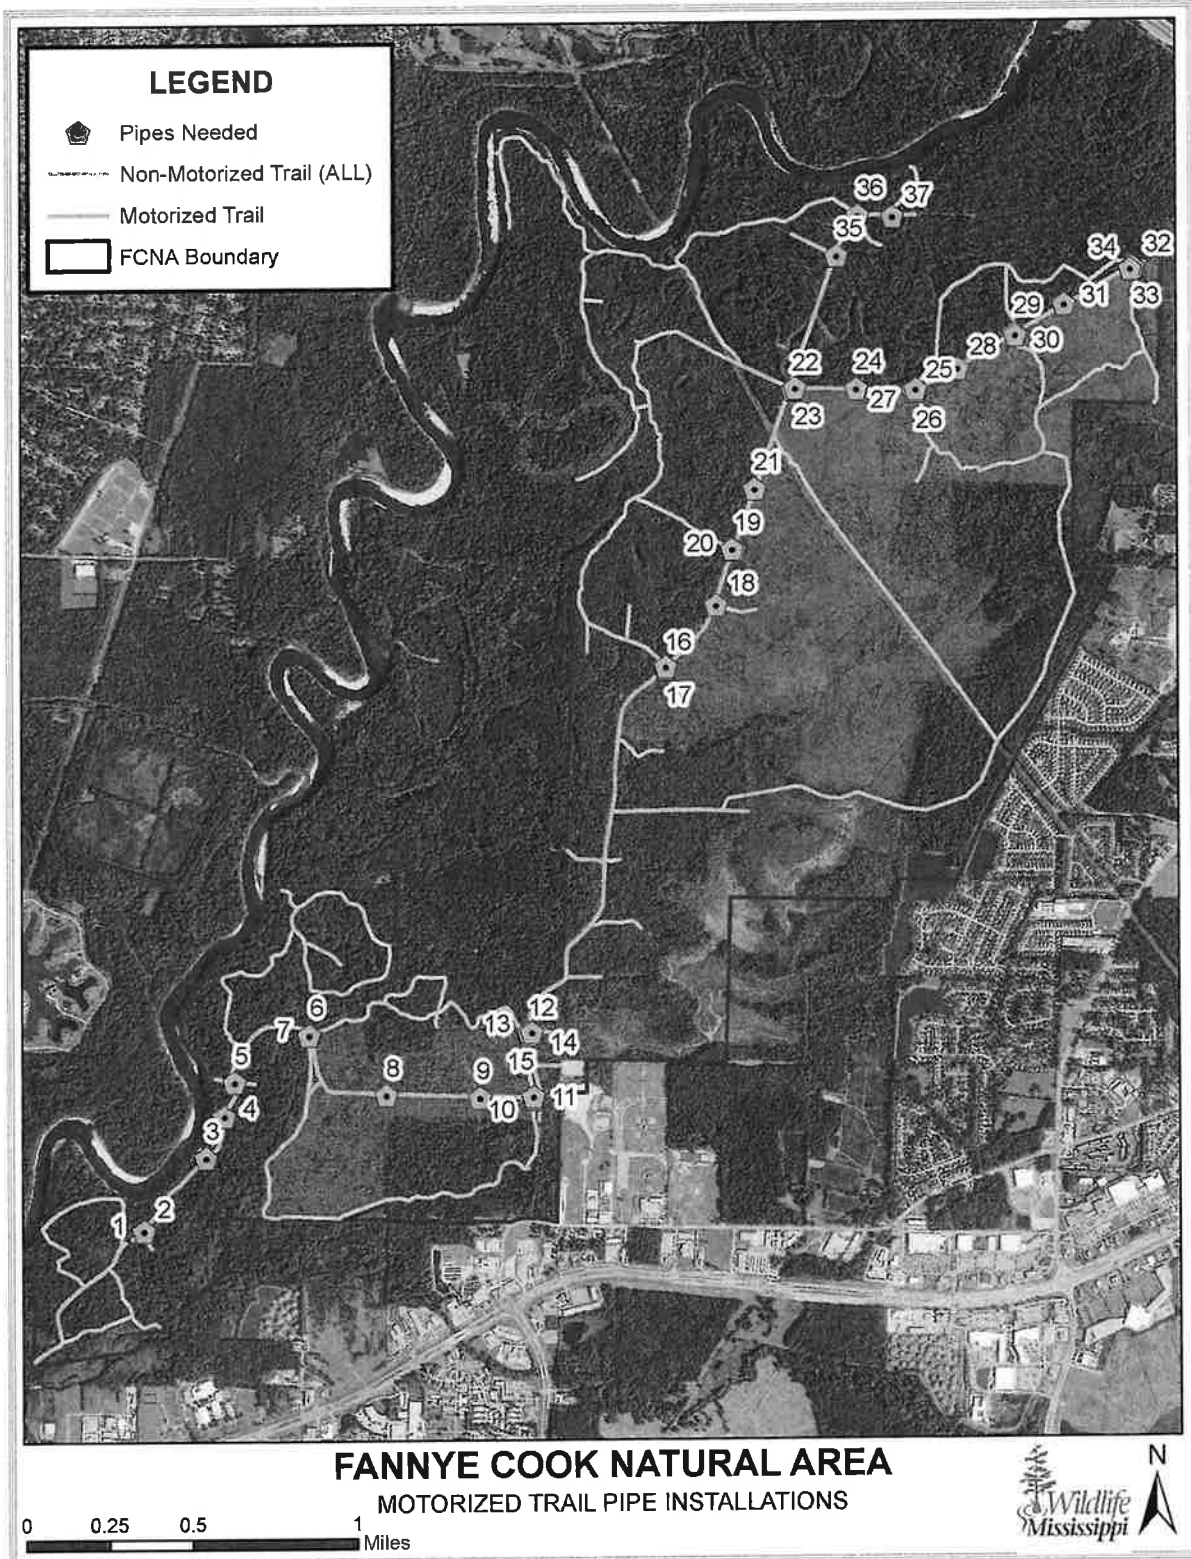 LEGEND
Pipes Needed
Non-Motorized Trail (ALL)
Motorized Trail
FCNA Boundary
36 37
35
34 32
31 33
29
30
28
22 24 25
23 27 26
21
19
20
18
16
17
6 12
7 13 14
5 15
8 9
4 10 11
3
2
1
FANNYE COOK NATURAL AREA
MOTORIZED TRAIL PIPE INSTALLATIONS
0 0.25 0.5 1
Miles
Wildlife
Mississippi
N